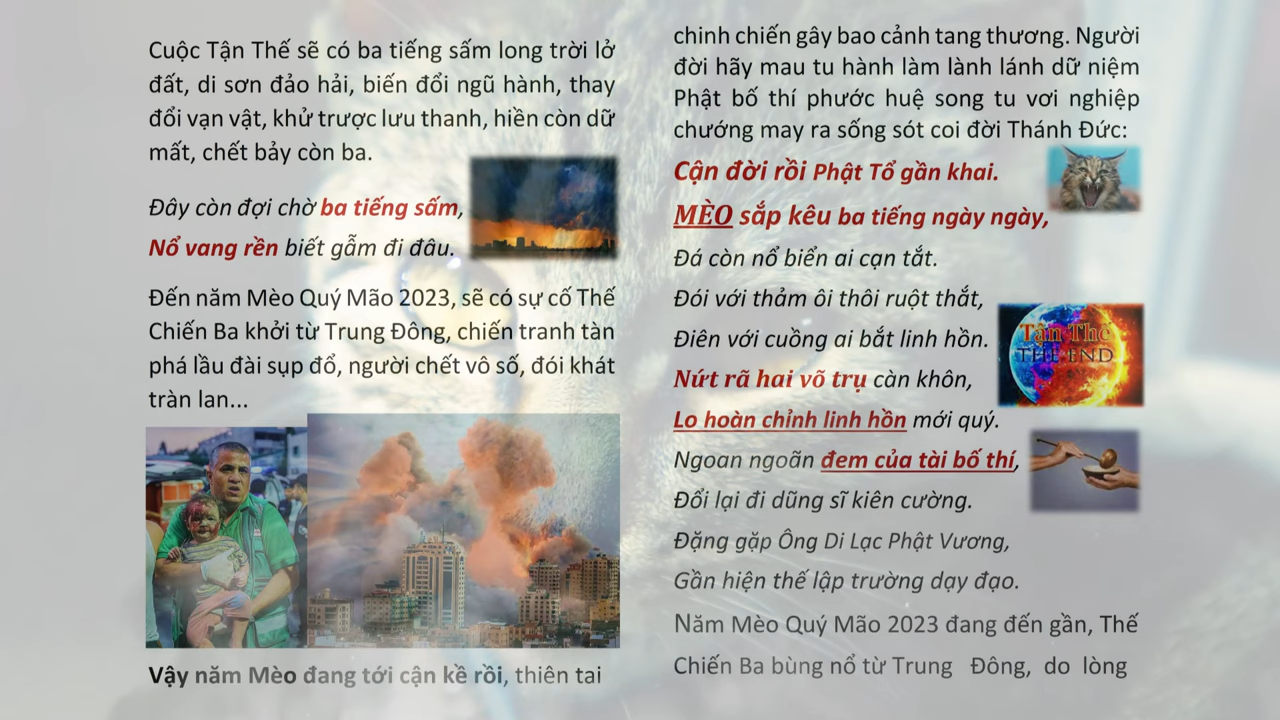 Cuộc Tận Thế sẽ có ba tiếng sấm long trời lở
đất, di sơn đảo hải, biến đổi ngũ hành, thay
đổi vạn vật, khử trược lưu thanh, hiền còn dữ
mất, chết bảy còn ba.
Đây còn đợi chờ ba tiếng sấm,
Nổ vang rền biết gẫm đi đâu.
Đến năm Mèo Quý Mão 2023, sẽ có sự cố Thế
Chiến Ba khởi từ Trung Đông, chiến tranh tàn
phá lầu đài sụp đổ, người chết vô số, đói khát
tràn lan...
Vậy năm Mèo đang tới cận kề rồi, thiên tai
chinh chiến gây bao cảnh tang thương. Người
đời hãy mau tu hành làm lành lánh dữ niệm
Phật bố thí phước huệ song tu vơi nghiệp
chướng may ra sống sót coi đời Thánh Đức:
Cận đời rồi Phật Tổ gần khai.
MÈO sắp kêu ba tiếng ngày ngày,
Đá còn nổ biển ai cạn tắt.
Đói với thảm ôi thôi ruột thắt,
Điên với cuồng ai bắt linh hồn.
Nứt rã hai võ trụ càn khôn,
Lo hoàn chỉnh linh hồn mới quý.
Ngoan ngoãn đem của tài bố thí,
Đổi lại đi dũng sĩ kiên cường.
Đặng gặp Ông Di Lạc Phật Vương,
Gần hiện thế lập trường dạy đạo.
Năm Mèo Quý Mão 2023 đang đến gần, Thế
Chiến Ba bùng nổ từ Trung Đông, do lòng
Tận Thế
THE END